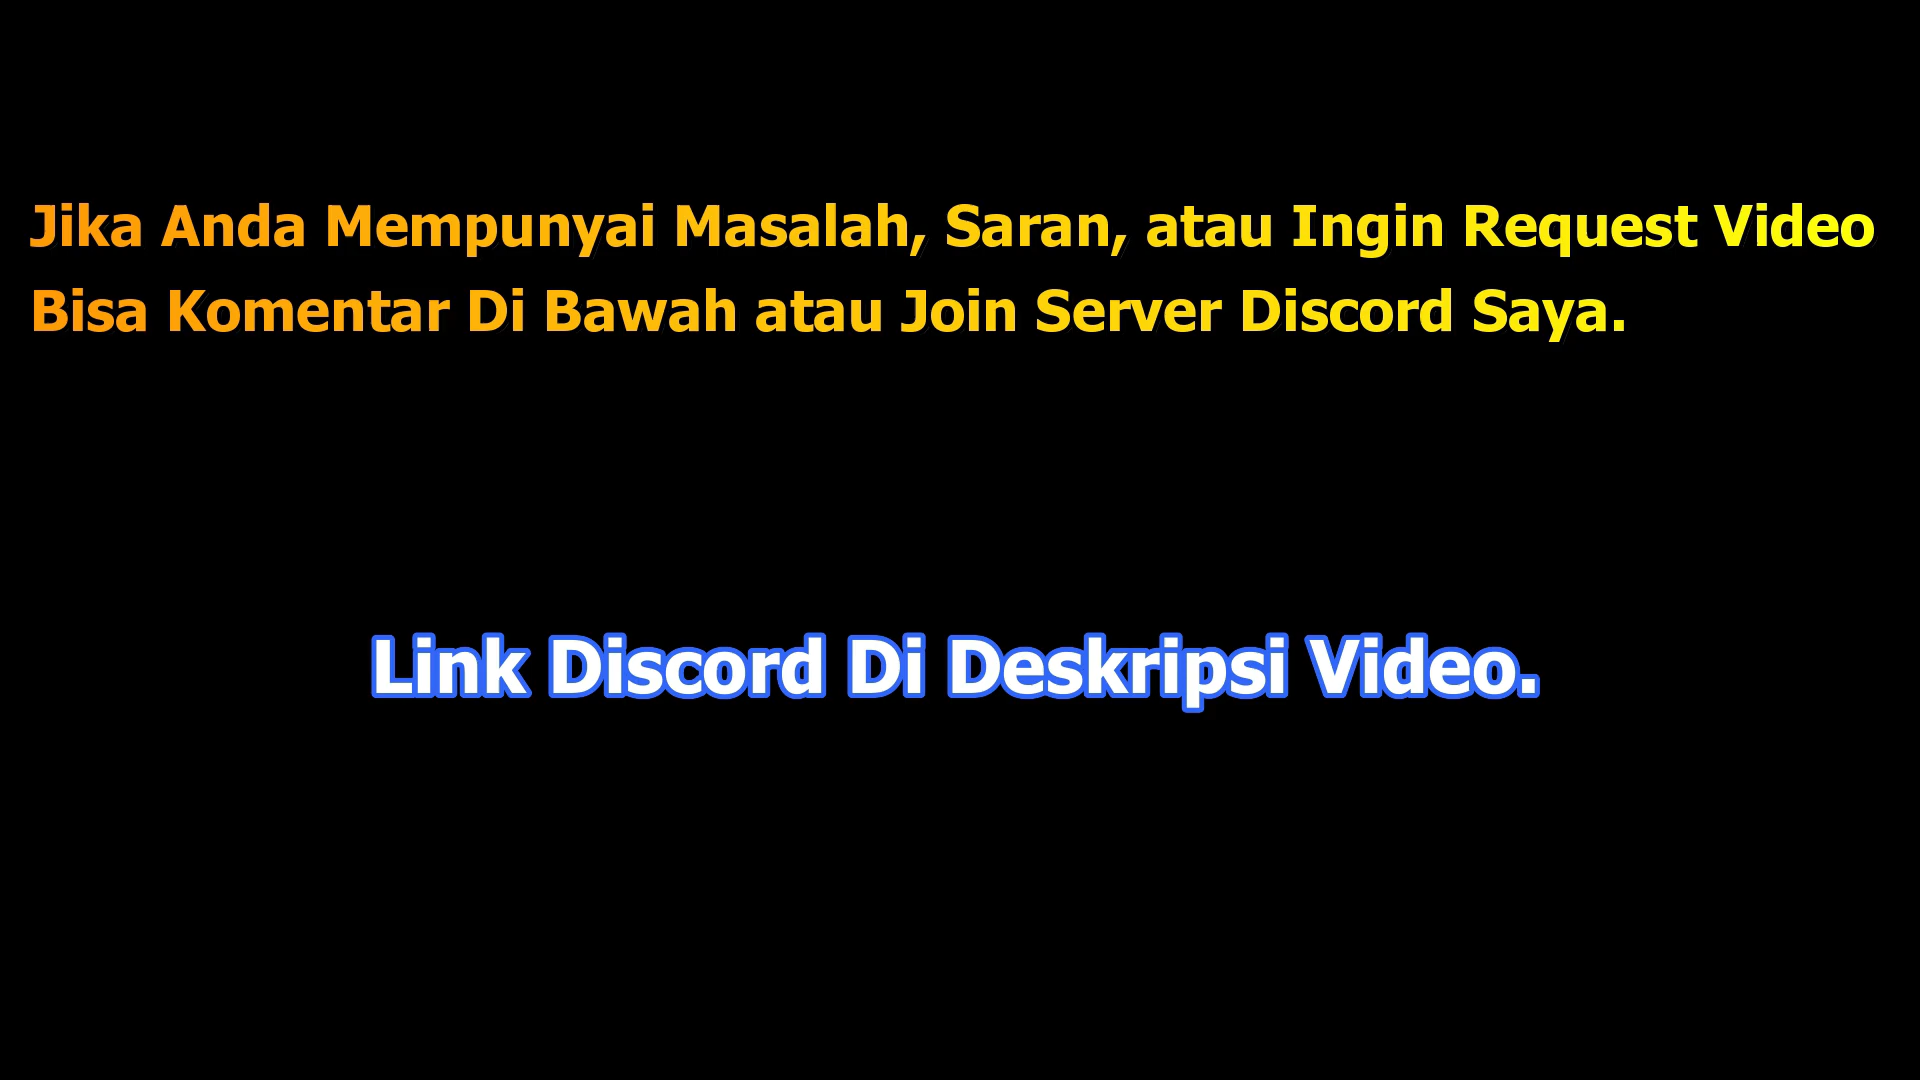 Jika Anda Mempunyai Masalah, Saran, atau Ingin Request Video
Bisa Komentar Di Bawah atau Join Server Discord Saya.
Link Discord Di Deskripsi Video.